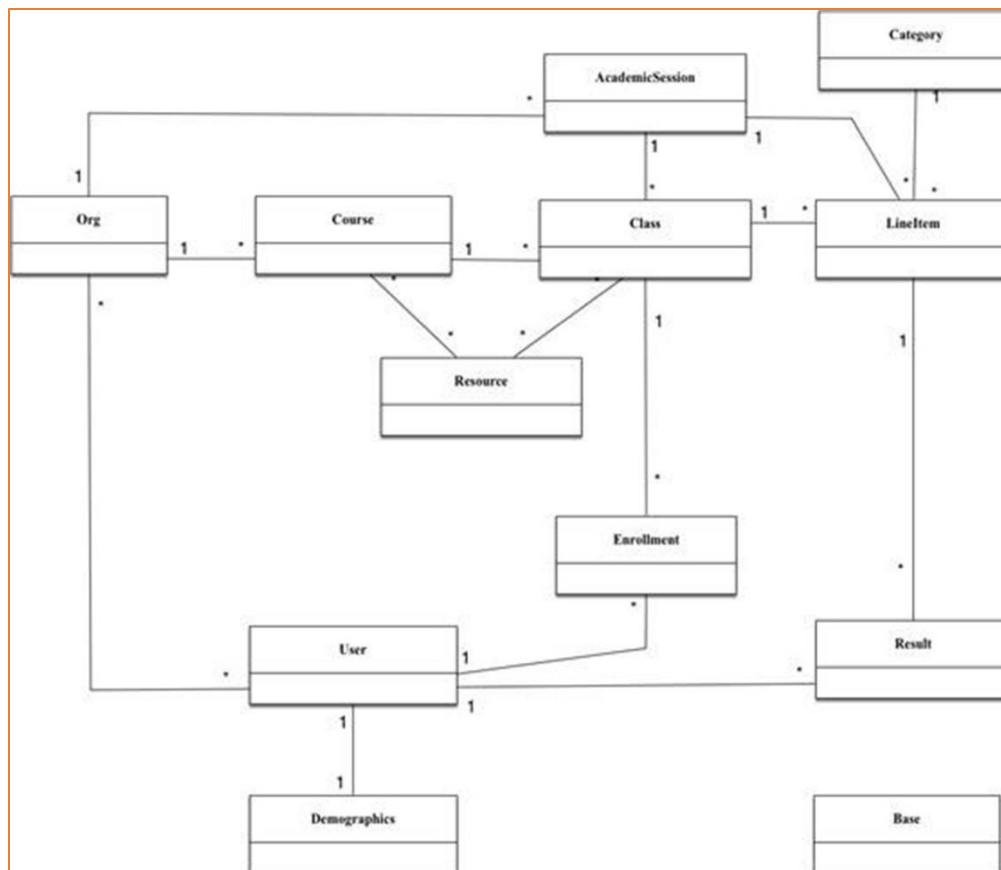 Category
AcademicSession
1
*
1
1
*
*
*
1
Org
Course
Class
LineItem
1
*
1
*
1
*
*
*
*
*
*
1
1
Resource
*
Enrollment
*
*
User
1
Result
*
*
1
1
1
Demographics
Base